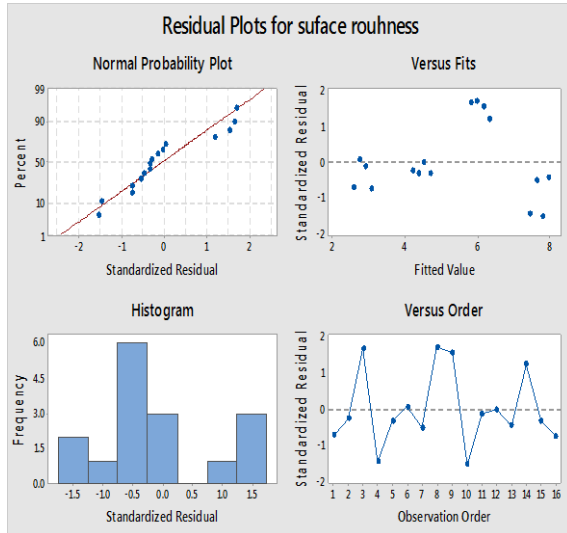 Residual Plots for suface rouhness
Normal Probability Plot
Percent
99
90
50
10
1
-2 -1 0 1 2
Standardized Residual
Versus Fits
Standardized Residual
2
1
0
-1
-2
2 4 6 8
Fitted Value
Histogram
Frequency
6.0
4.5
3.0
1.5
0.0
-1.5 -1.0 -0.5 0.0 0.5 1.0 1.5
Standardized Residual
Versus Order
Standardized Residual
2
1
0
-1
-2
1 2 3 4 5 6 7 8 9 10 11 12 13 14 15 16
Observation Order